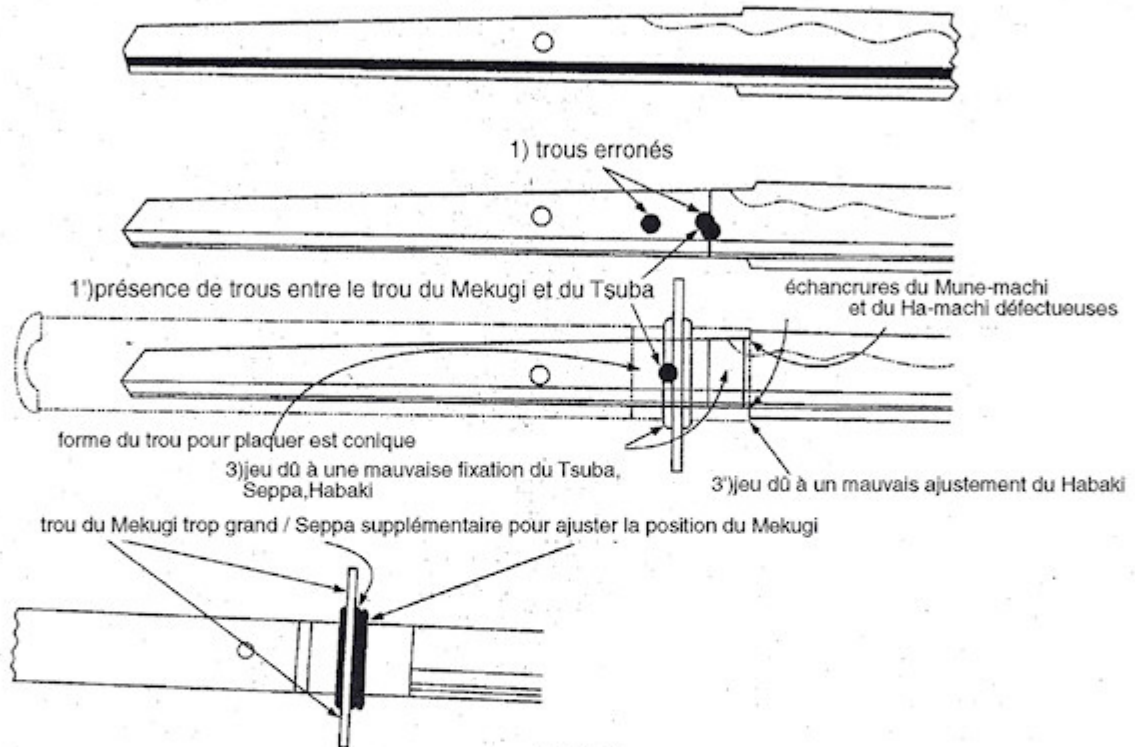 1) trous erronés
1')présence de trous entre le trou du Mekugi et du Tsuba
échancrures du Mune-machi
et du Ha-machi défectueuses
forme du trou pour plaquer est conique
3)jeu dû à une mauvaise fixation du Tsuba,
Seppa,Habaki
3')jeu dû à un mauvais ajustement du Habaki
trou du Mekugi trop grand / Seppa supplémentaire pour ajuster la position du Mekugi